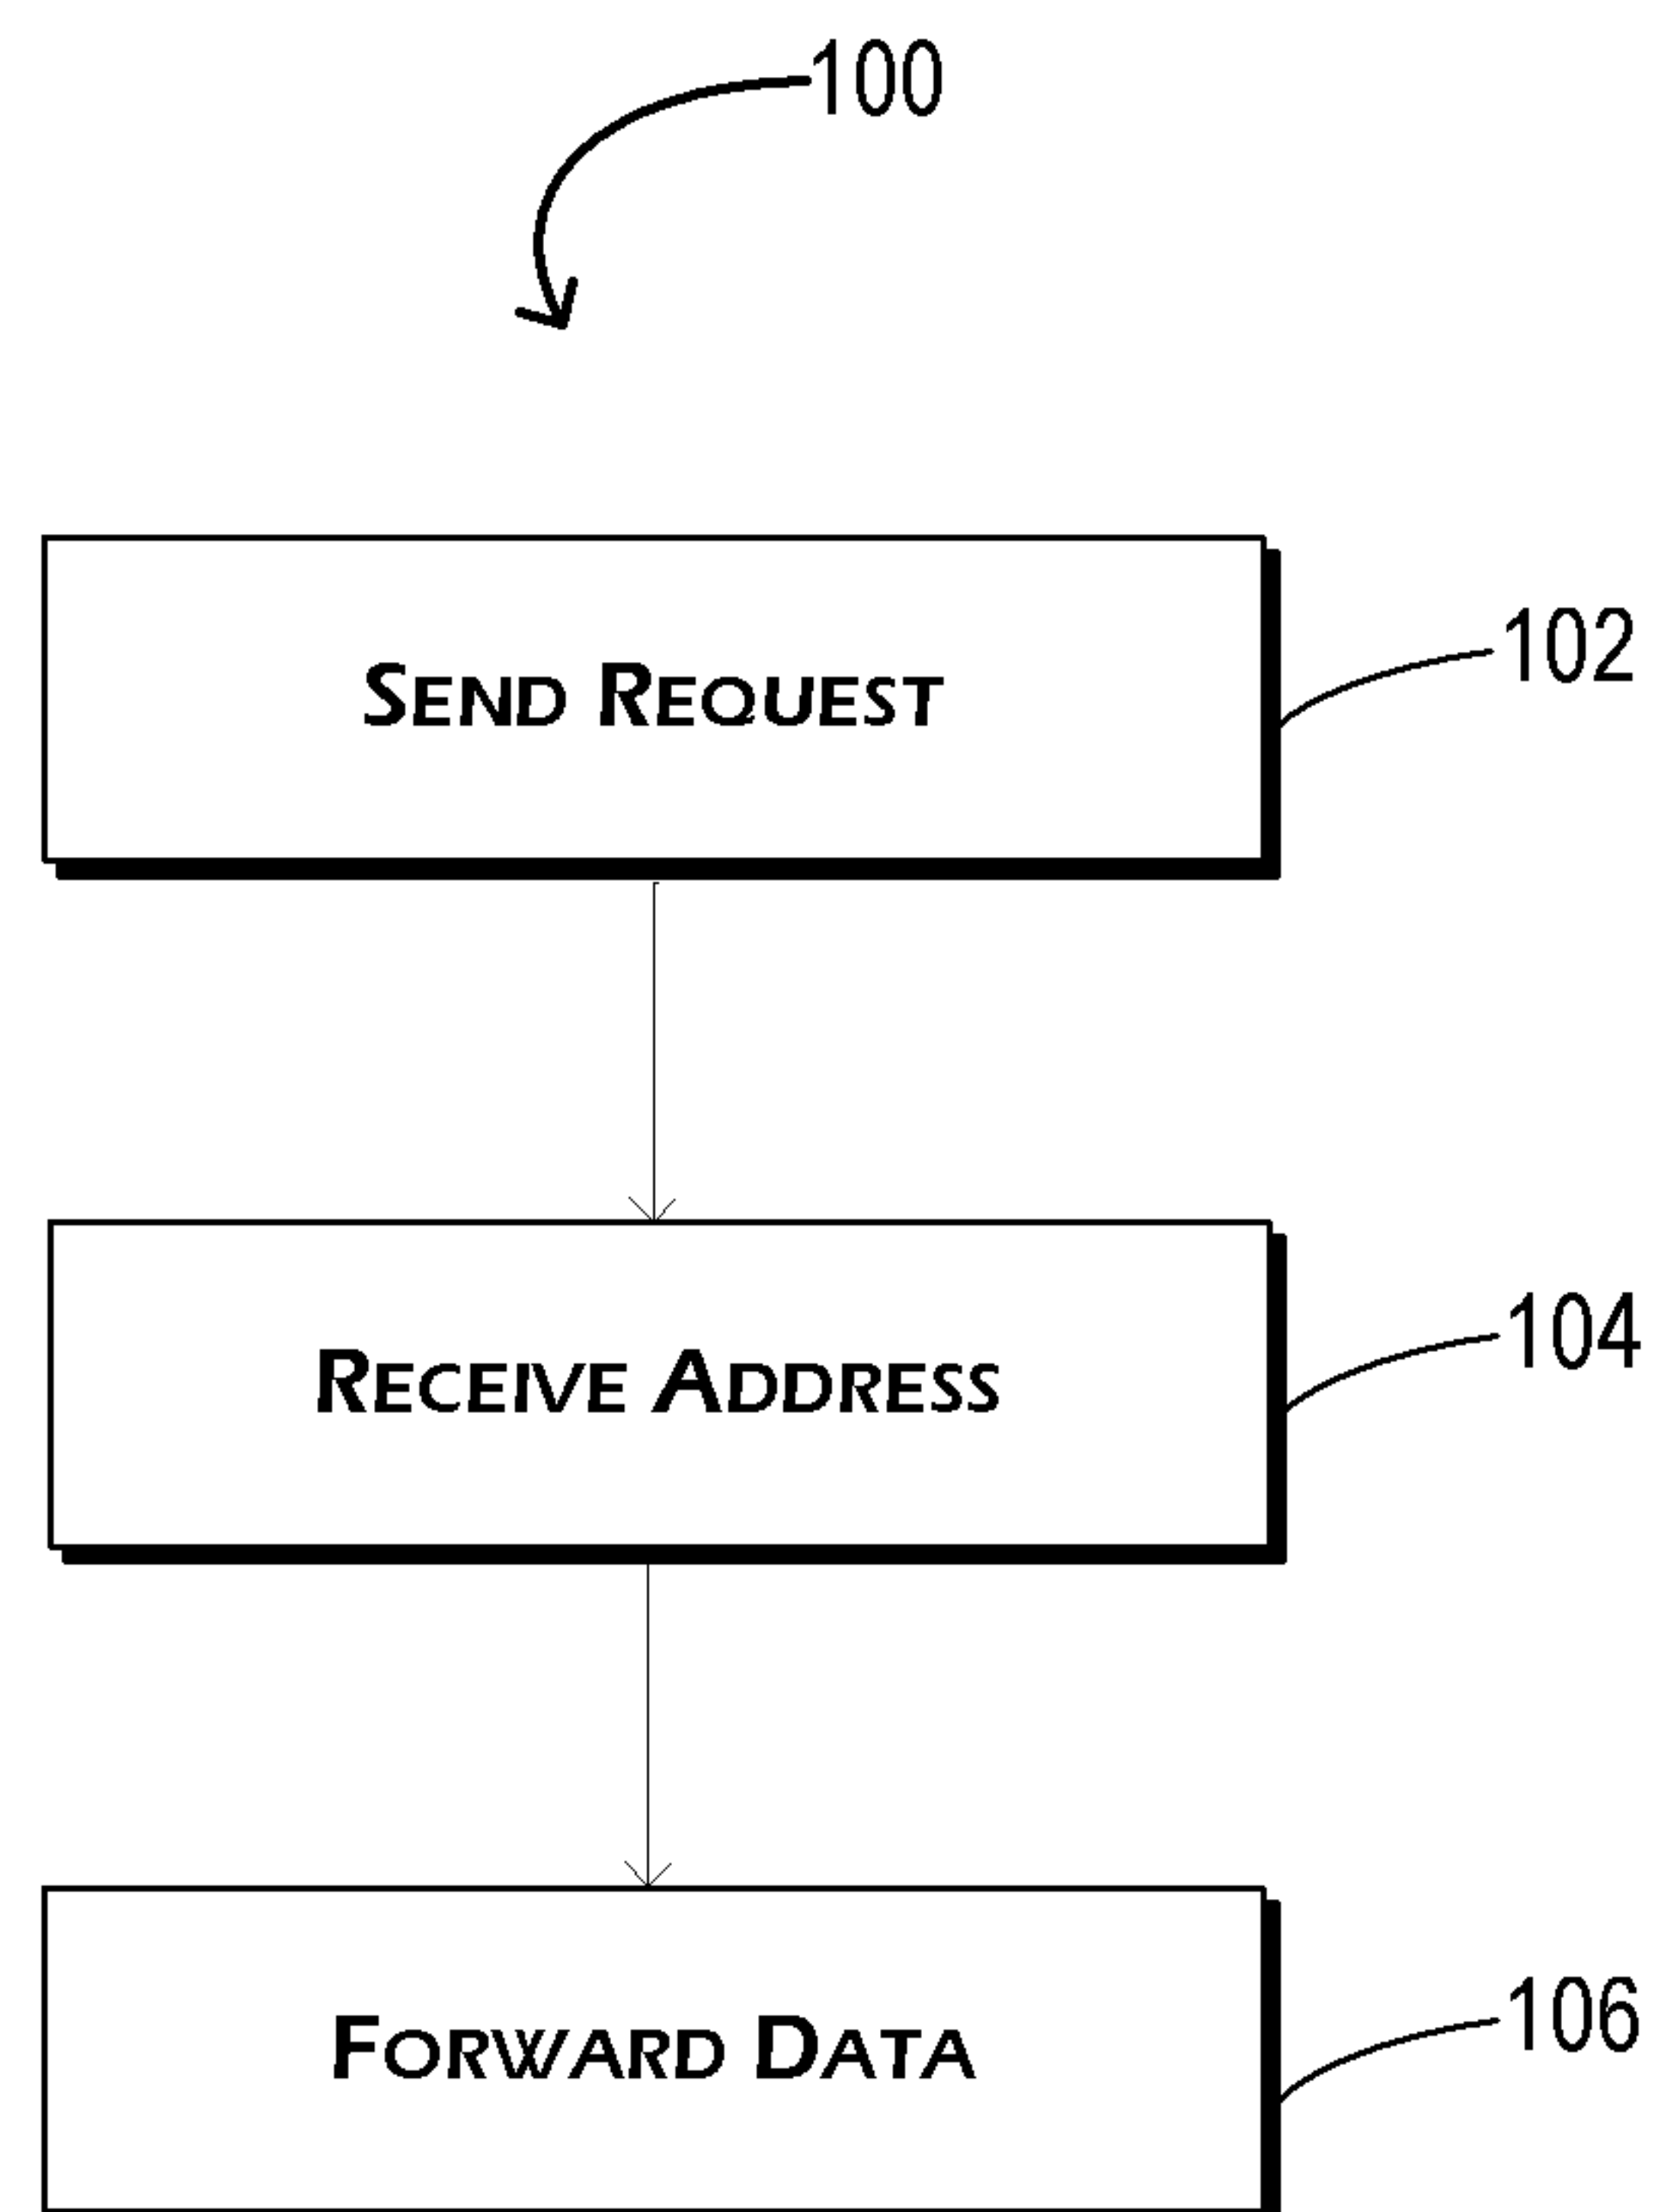 100
SEND REQUEST
102
RECEIVE ADDRESS
104
FORWARD DATA
106